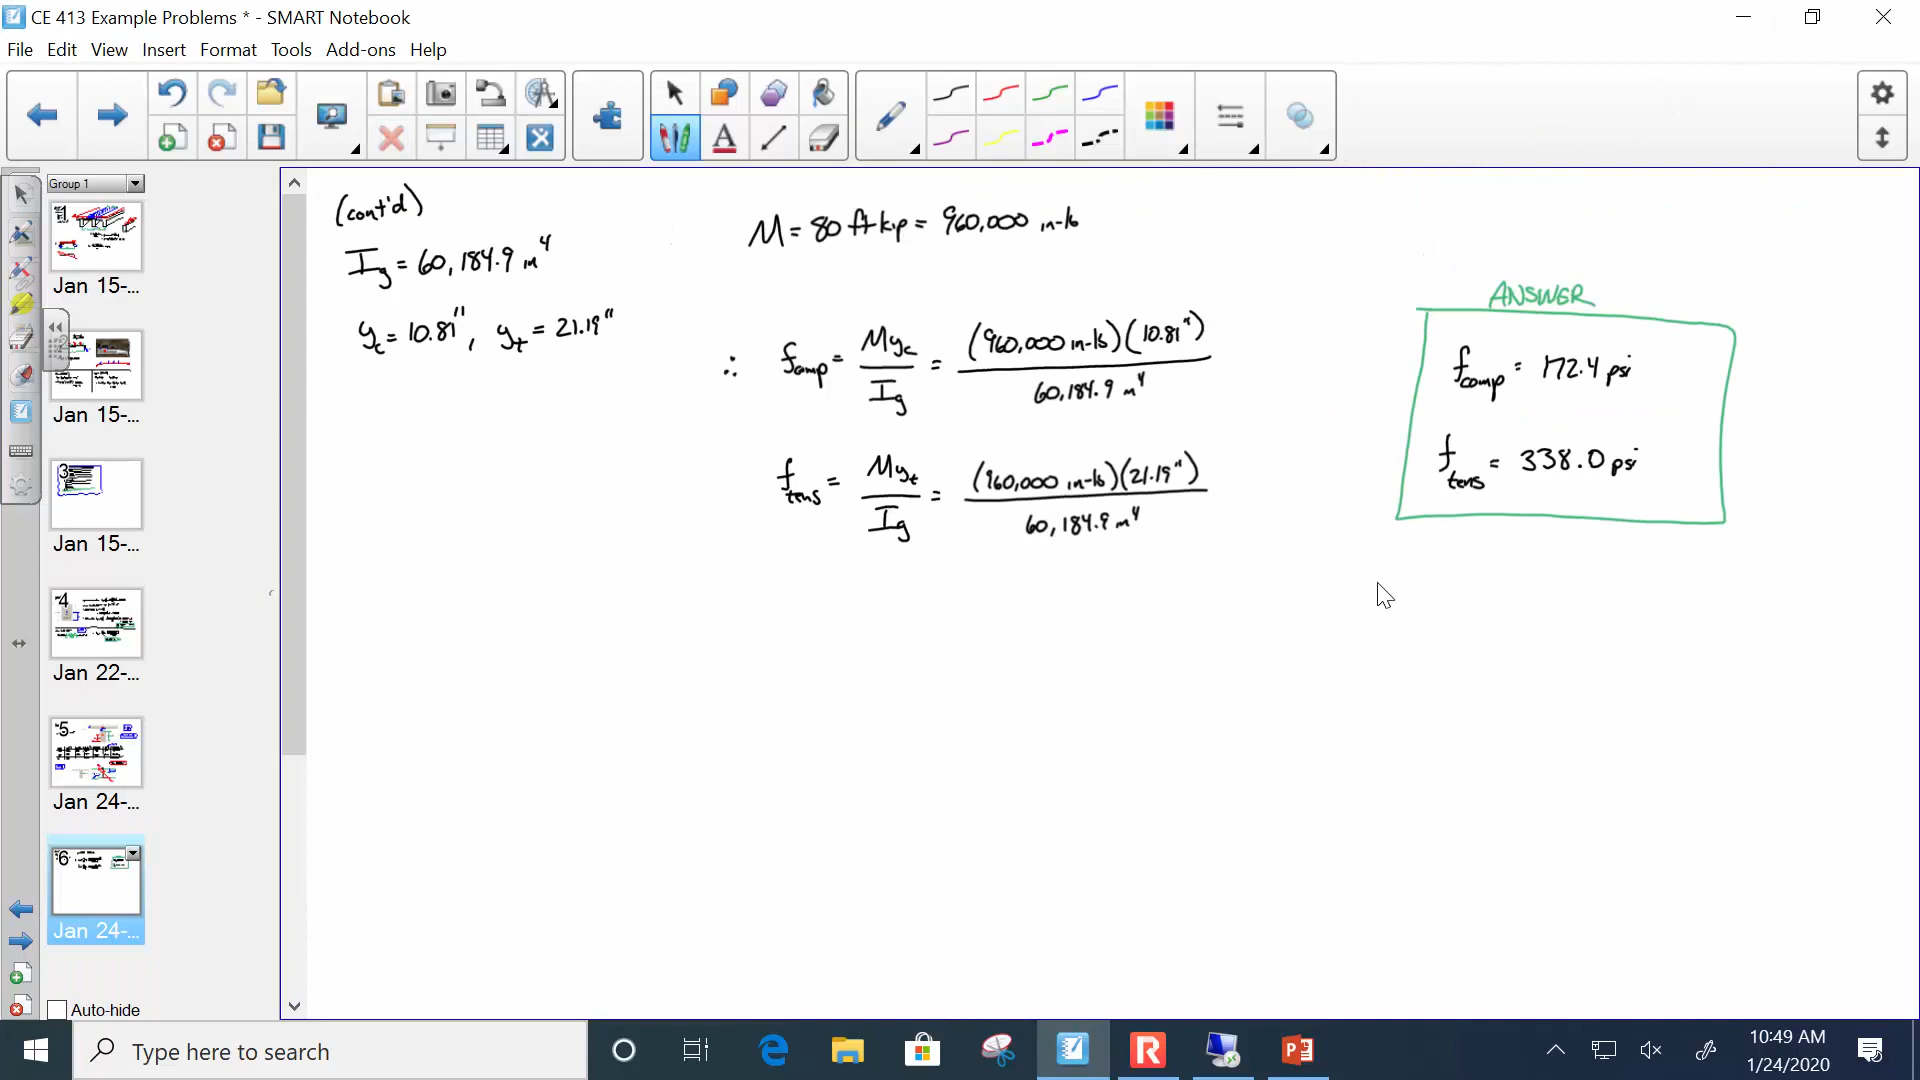 CE 413 Example Problems * - SMART Notebook
File Edit View Insert Format Tools Add-ons Help
Group 1
1
Jan 15-...
Jan 15-...
3
Jan 15-...
4
Jan 22-...
5
Jan 24-...
6
Jan 24-...
Auto-hide
(cont'd)
Ig = 60,184.9 in⁴
yc = 10.81", yt = 21.19"
M = 80 ft kip = 960,000 in-lb
∴ fcomp = Myc / Ig = (960,000 in-lb)(10.81") / 60,184.9 in⁴
ftens = Myt / Ig = (960,000 in-lb)(21.19") / 60,184.9 in⁴
ANSWER
fcomp = 172.4 psi
ftens = 338.0 psi
Type here to search
10:49 AM
1/24/2020